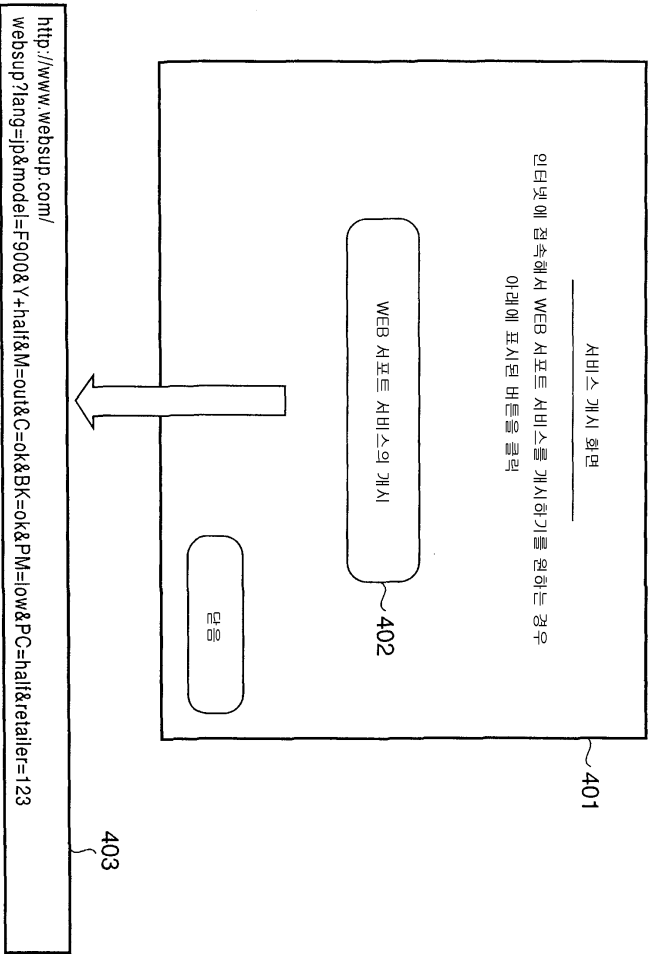 서비스 개시 화면
인터넷에 접속해서 WEB 서포트 서비스를 개시하기를 원하는 경우
아래에 표시된 버튼을 클릭
WEB 서포트 서비스의 개시
402
닫음
401
403
http://www.websup.com/
websup?lang=jp&model=F900&Y+half&M=out&C=ok&BK=ok&PM=low&PC=half&retailer=123